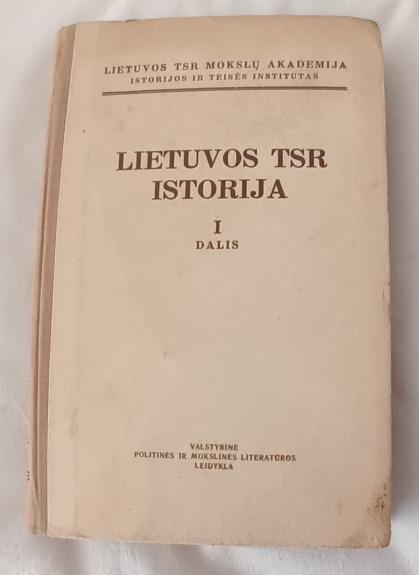 LIETUVOS TSR MOKSLŲ AKADEMIJA
ISTORIJOS IR TEISĖS INSTITUTAS
LIETUVOS TSR
ISTORIJA
I
DALIS
VALSTYBINĖ
POLITINĖS IR MOKSLINĖS LITERATŪROS
LEIDYKLA